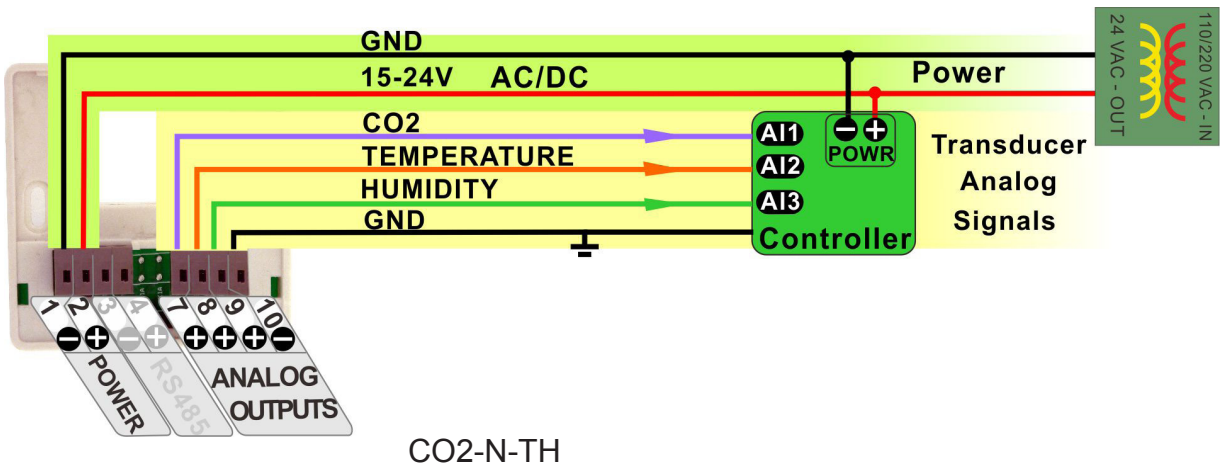 GND
15-24V AC/DC
Power
110/220 VAC - IN
24 VAC - OUT
CO2
TEMPERATURE
HUMIDITY
GND
AI1
AI2
AI3
POWR
Controller
Transducer
Analog
Signals
1 2 3 4 7 8 9 10
POWER
RS485
ANALOG
OUTPUTS
CO2-N-TH